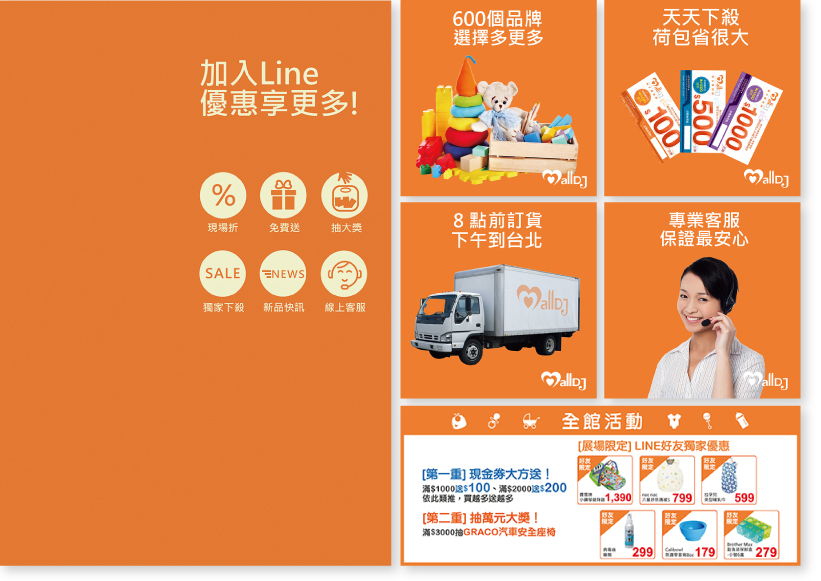 加入Line
優惠享更多!
%
現場折
免費送
抽大獎
SALE
NEWS
獨家下殺
新品快訊
線上客服
600個品牌
選擇多更多
MallDJ
天天下殺
荷包省很大
$100
$500
$1000
MallDJ
8 點前訂貨
下午到台北
MallDJ
MallDJ
專業客服
保證最安心
MallDJ
全館活動
[展場限定] LINE好友獨家優惠
[第一重] 現金券大方送！
滿$1000送$100、滿$2000送$200
依此類推，買越多送越多
[第二重] 抽萬元大獎！
滿$3000抽GRACO汽車安全座椅
好友
限定
1,390
好友
限定
799
好友
限定
599
好友
限定
299
好友
限定
179
好友
限定
Brother Max
279